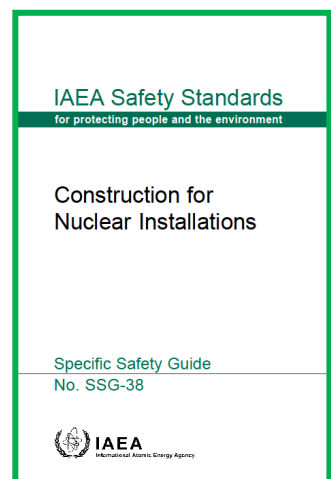 IAEA Safety Standards
for protecting people and the environment
Construction for
Nuclear Installations
Specific Safety Guide
No. SSG-38
IAEA
International Atomic Energy Agency